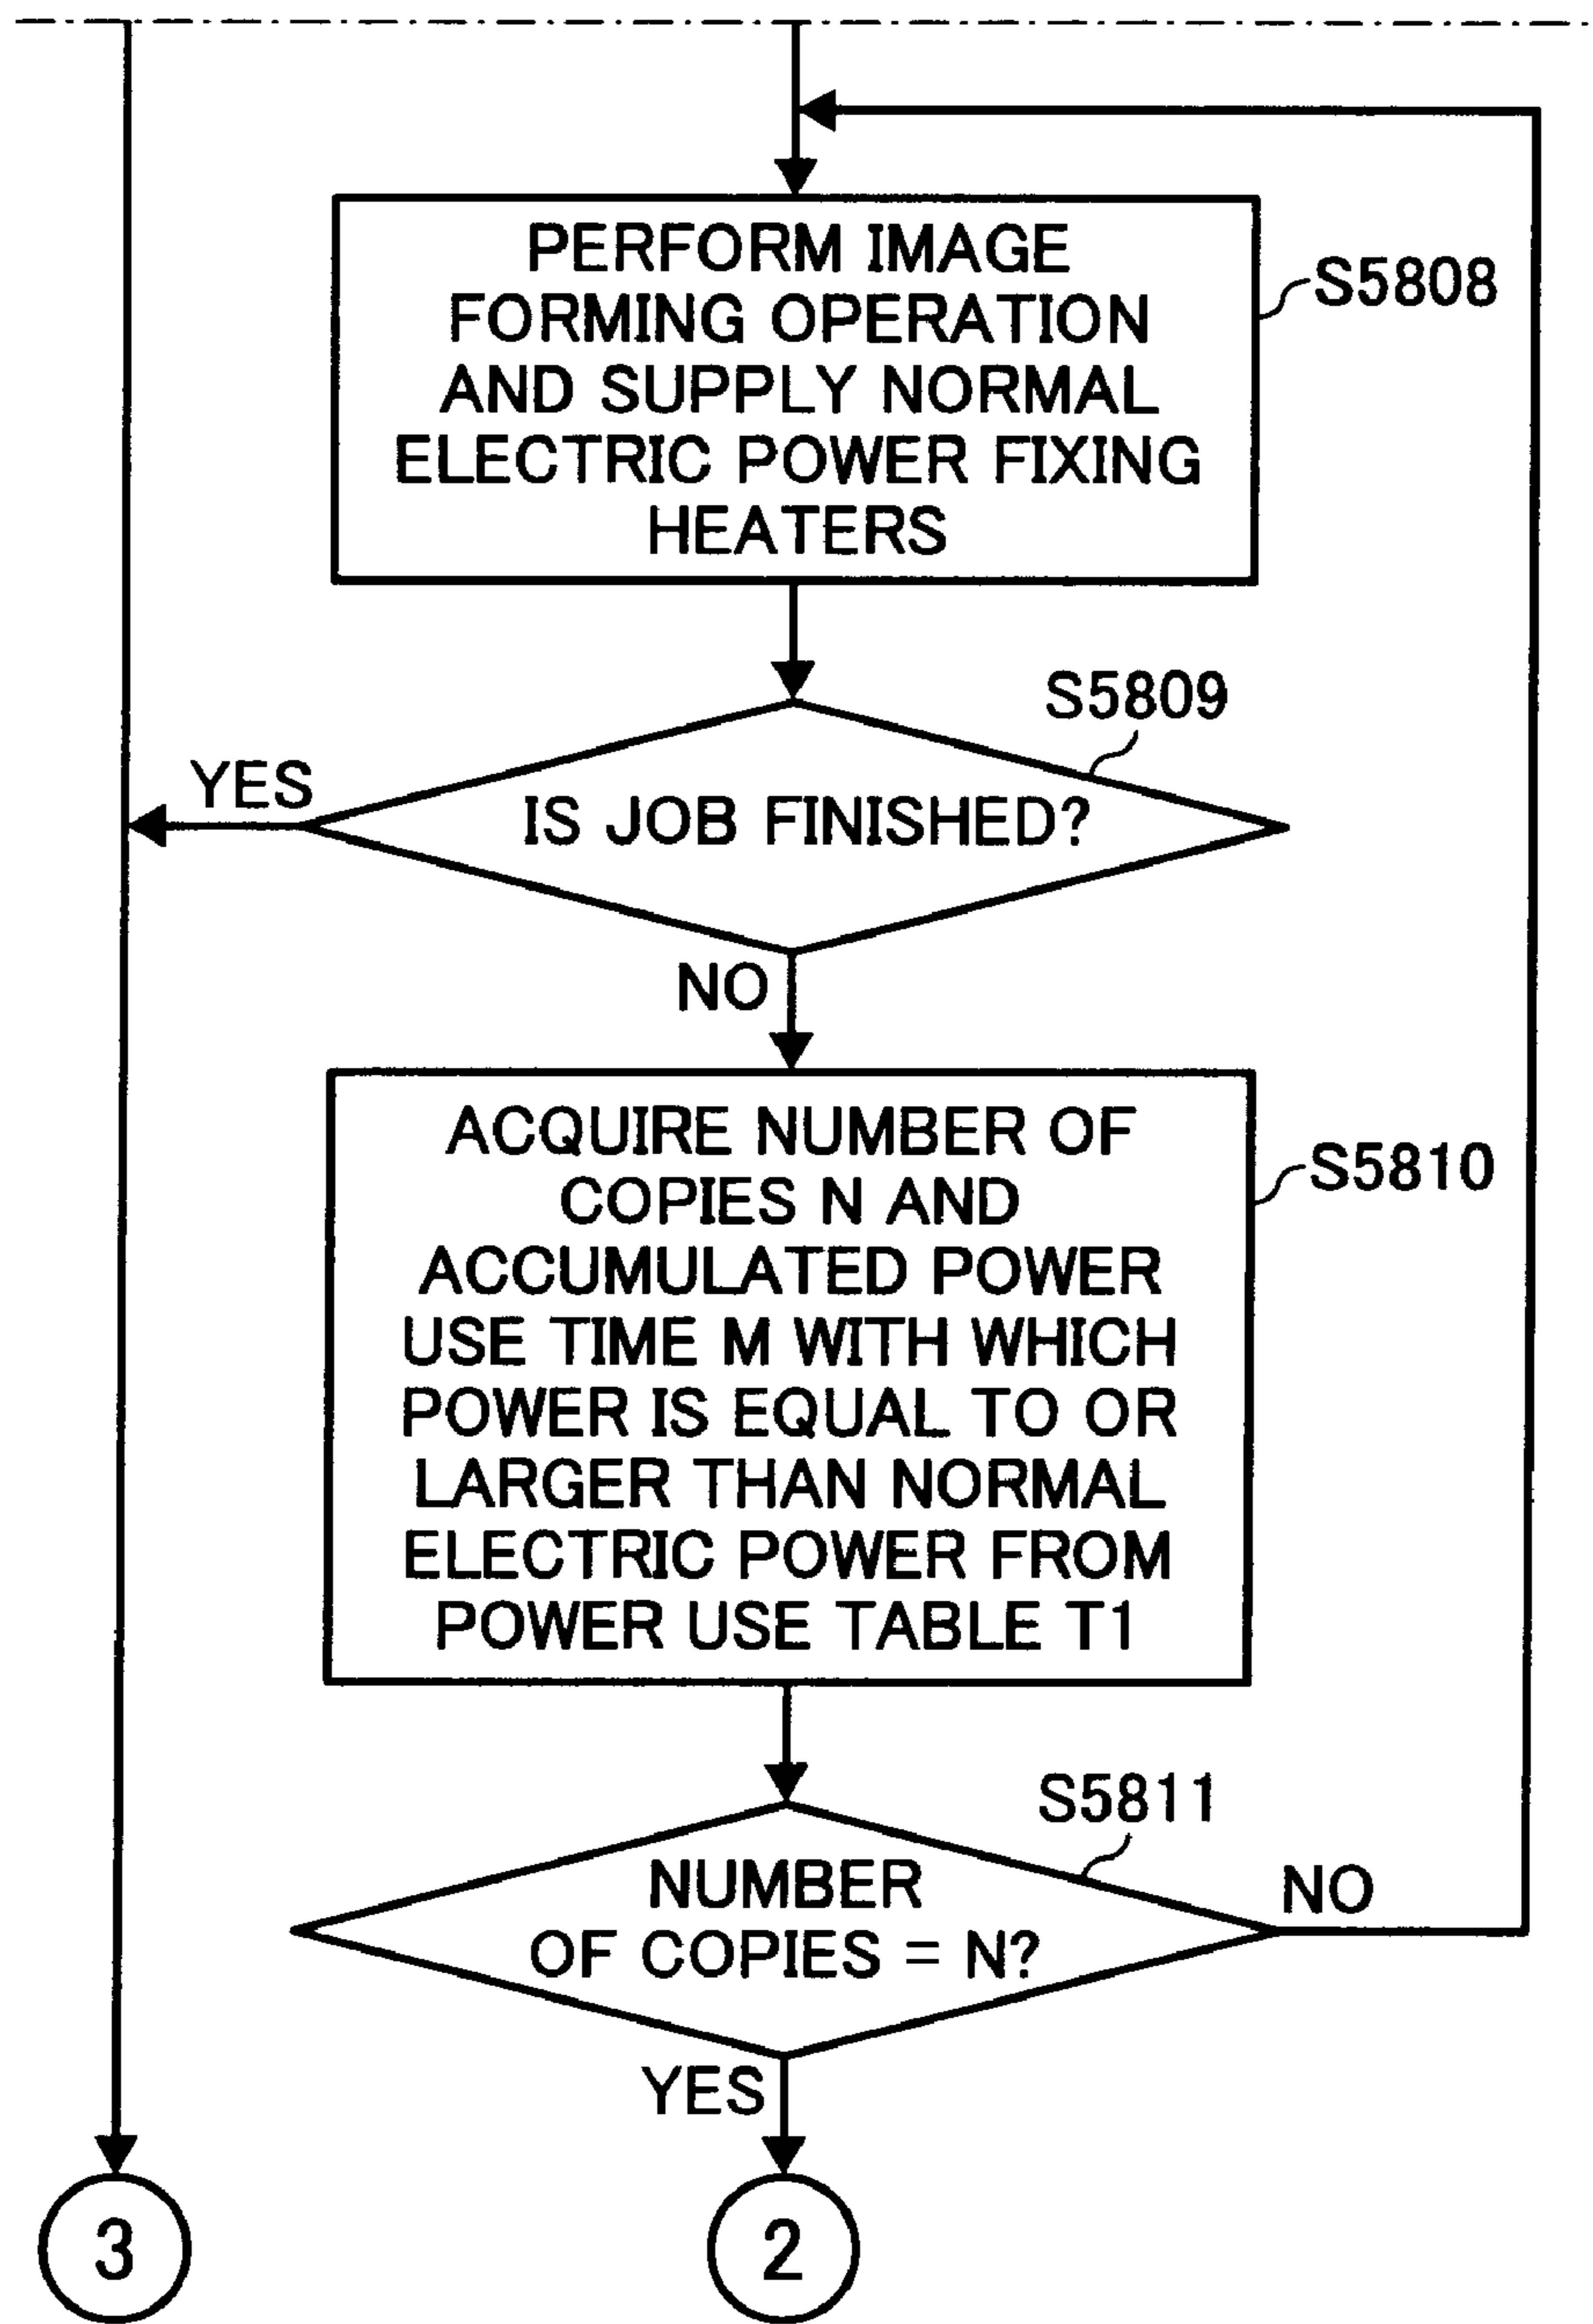 PERFORM IMAGE
FORMING OPERATION
AND SUPPLY NORMAL
ELECTRIC POWER FIXING
HEATERS
S5808
S5809
YES
IS JOB FINISHED?
NO
ACQUIRE NUMBER OF
COPIES N AND
ACCUMULATED POWER
USE TIME M WITH WHICH
POWER IS EQUAL TO OR
LARGER THAN NORMAL
ELECTRIC POWER FROM
POWER USE TABLE T1
S5810
S5811
NUMBER
OF COPIES = N?
NO
YES
3
2